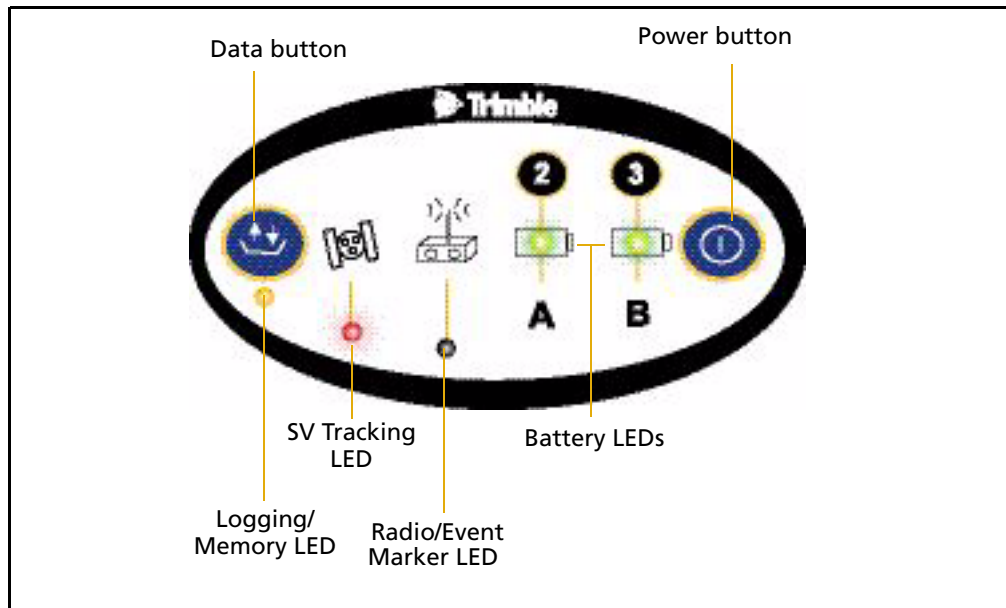 Data button
Power button
Trimble
2
3
A
B
SV Tracking
LED
Battery LEDs
Logging/
Memory LED
Radio/Event
Marker LED